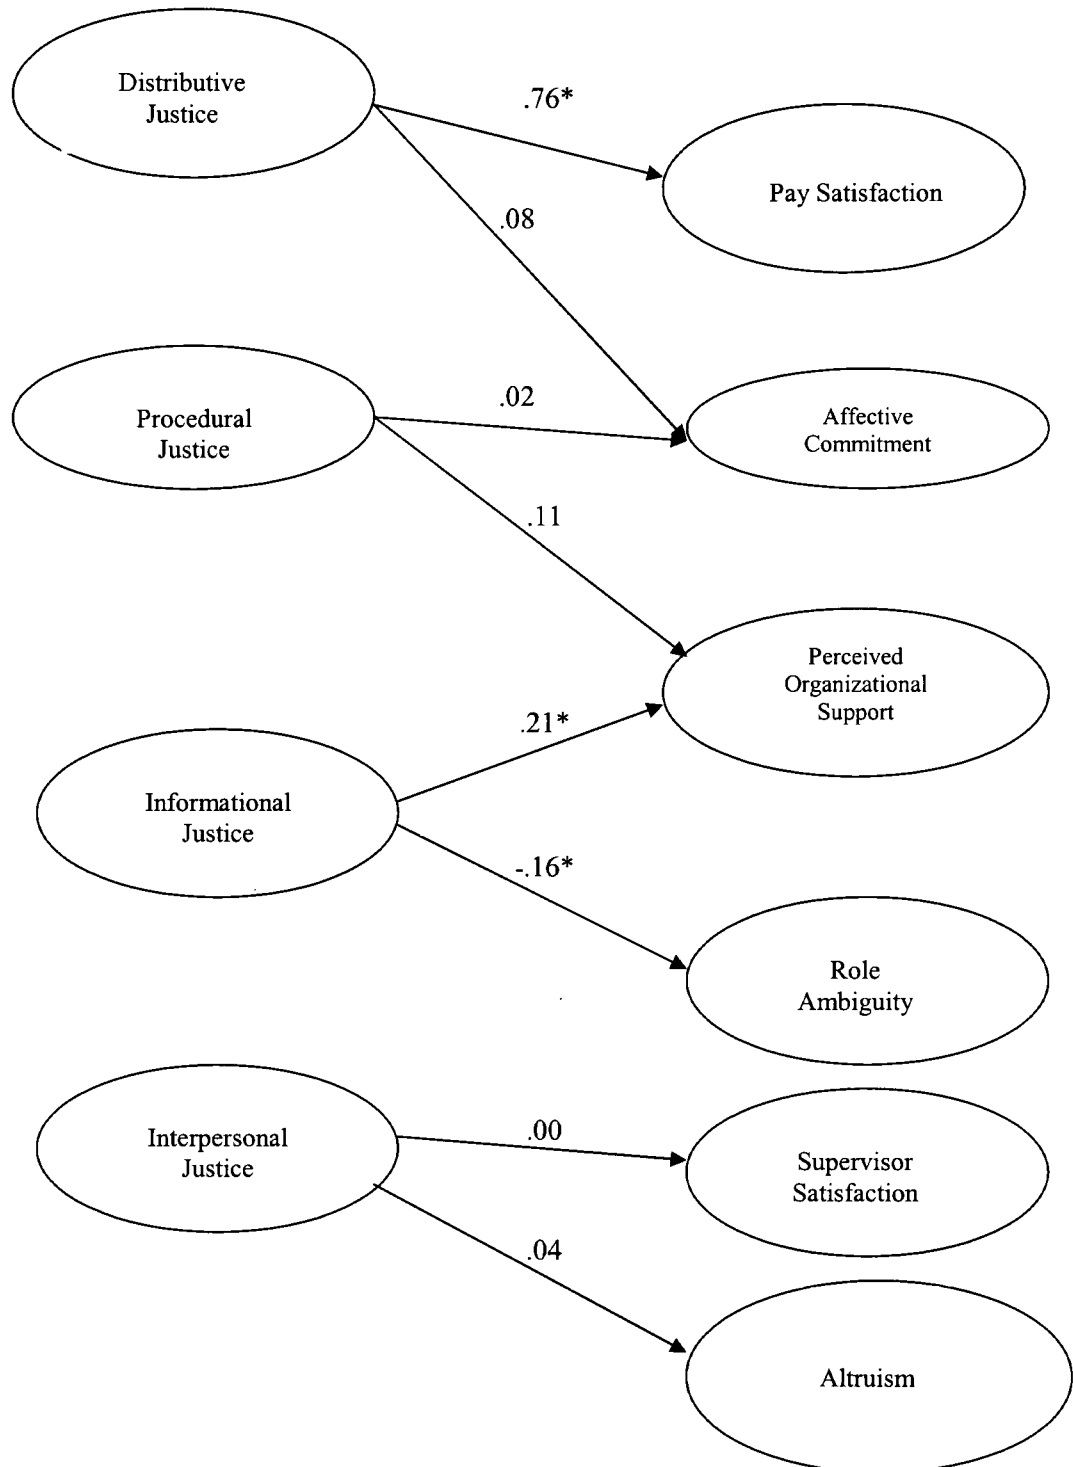 Distributive
Justice
.76*
Pay Satisfaction
.08
Procedural
Justice
.02
Affective
Commitment
.11
Perceived
Organizational
Support
.21*
Informational
Justice
-.16*
Role
Ambiguity
Interpersonal
Justice
.00
Supervisor
Satisfaction
.04
Altruism